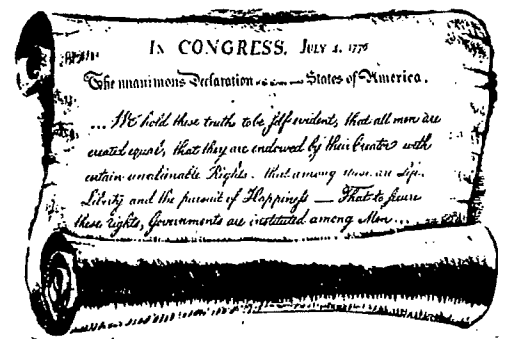 IN CONGRESS, JULY 4, 1776
The unanimous Declaration States of America.
... We hold these truths to be self evident, that all men are
created equal, that they are endowed by their Creator with
certain unalienable Rights. that among these are Life
Liberty and the pursuit of Happiness — That to secure
these rights, Governments are instituted among Men ...